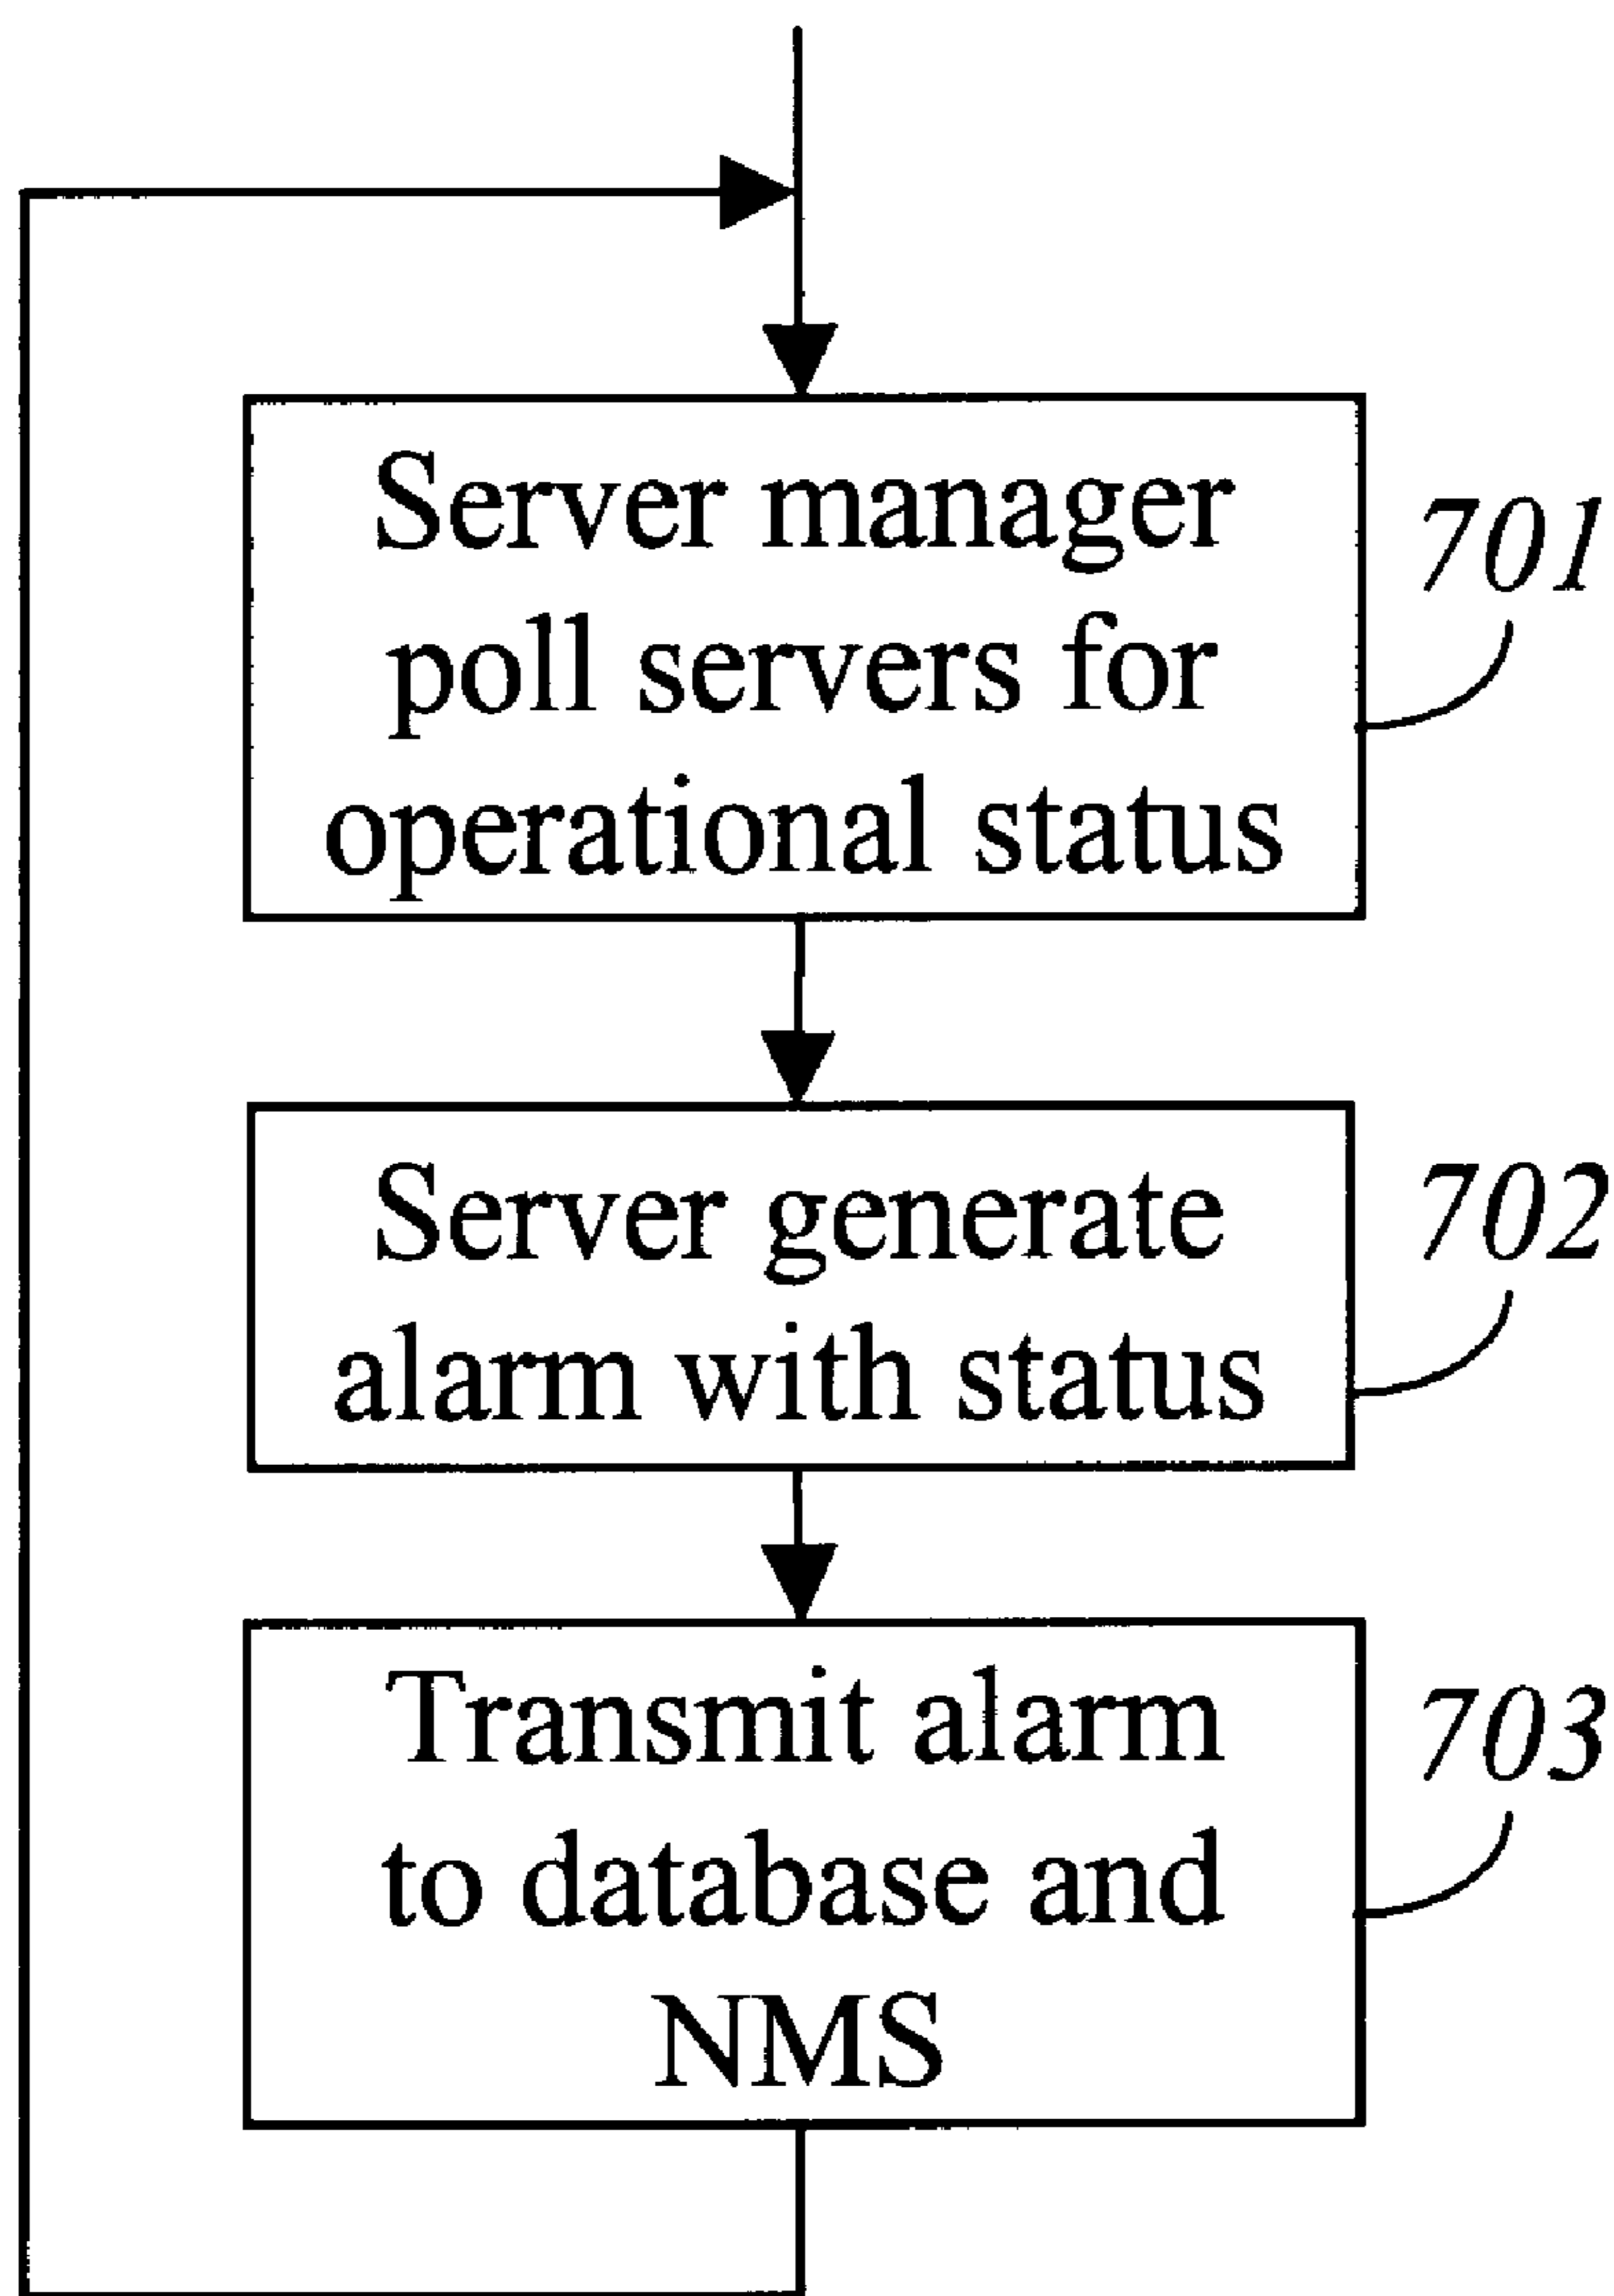 Server manager
poll servers for
operational status
701
Server generate
alarm with status
702
Transmit alarm
to database and
NMS
703